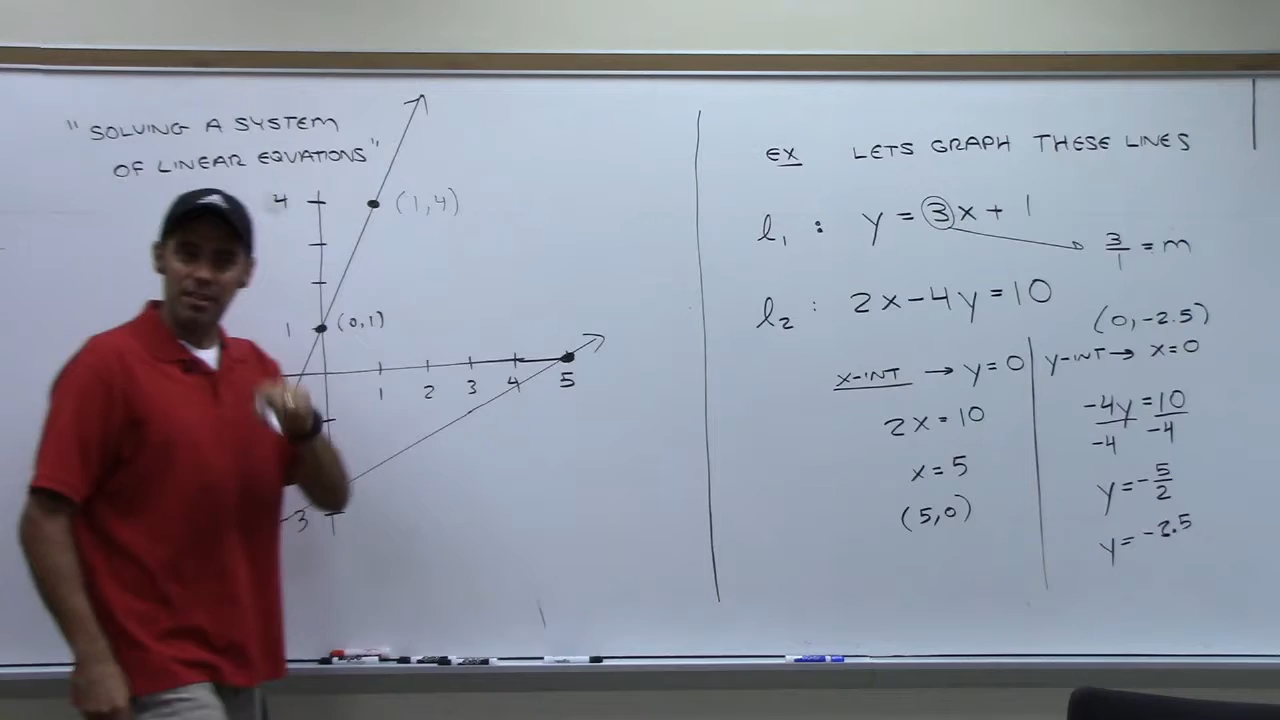 "SOLVING A SYSTEM
OF LINEAR EQUATIONS"
4
(1,4)
1
(0,1)
1 2 3 4 5
-3
EX LETS GRAPH THESE LINES
l₁ : y = 3x + 1
3/1 = m
l₂ : 2x-4y=10
(0,-2.5)
x-INT → y=0
2x=10
x=5
(5,0)
y-INT → x=0
-4y/-4 = 10/-4
y=-5/2
y=-2.5